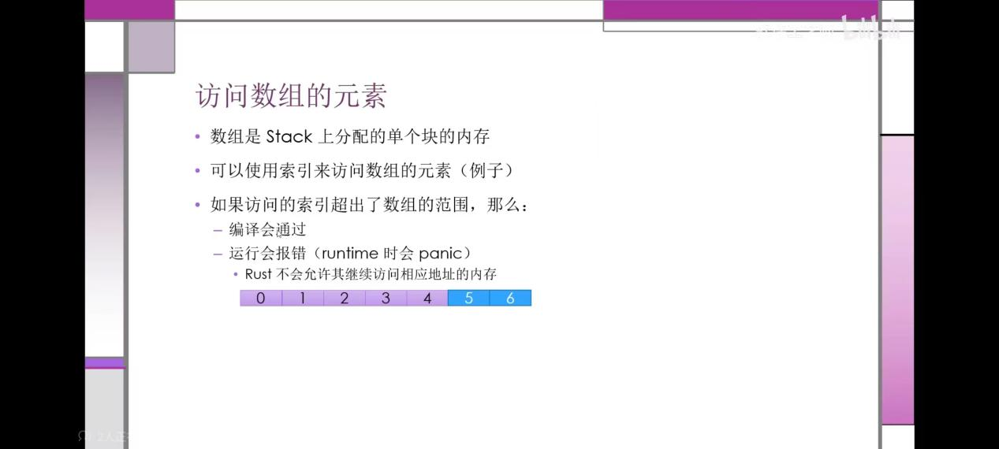 bilibili
访问数组的元素
• 数组是 Stack 上分配的单个块的内存
• 可以使用索引来访问数组的元素（例子）
• 如果访问的索引超出了数组的范围，那么：
– 编译会通过
– 运行会报错（runtime 时会 panic）
• Rust 不会允许其继续访问相应地址的内存
0 1 2 3 4 5 6
2人正